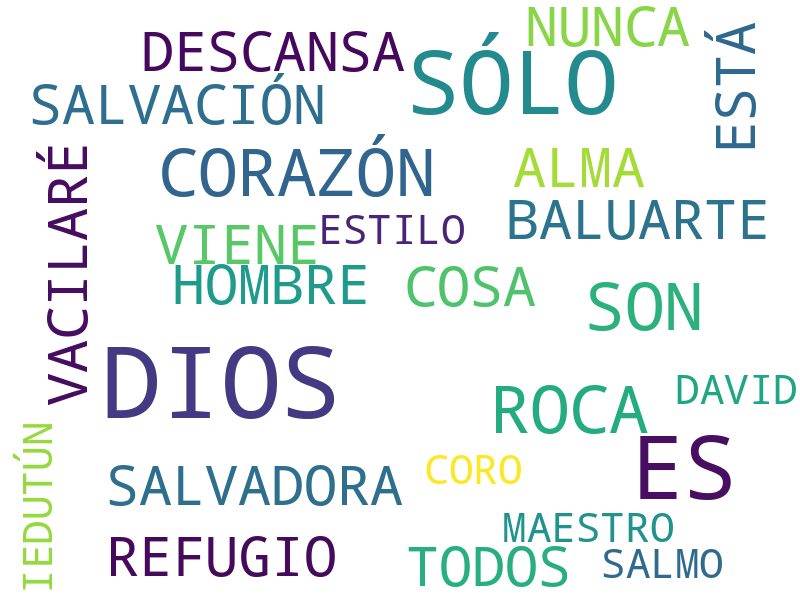 NUNCA
DESCANSA
SÓLO
ESTÁ
SALVACIÓN
CORAZÓN
ALMA
VACILARÉ
BALUARTE
VIENE
ESTILO
HOMBRE
COSA
SON
DIOS
ROCA
DAVID
IEDUTÚN
SALVADORA
CORO
ES
MAESTRO
REFUGIO
TODOS
SALMO